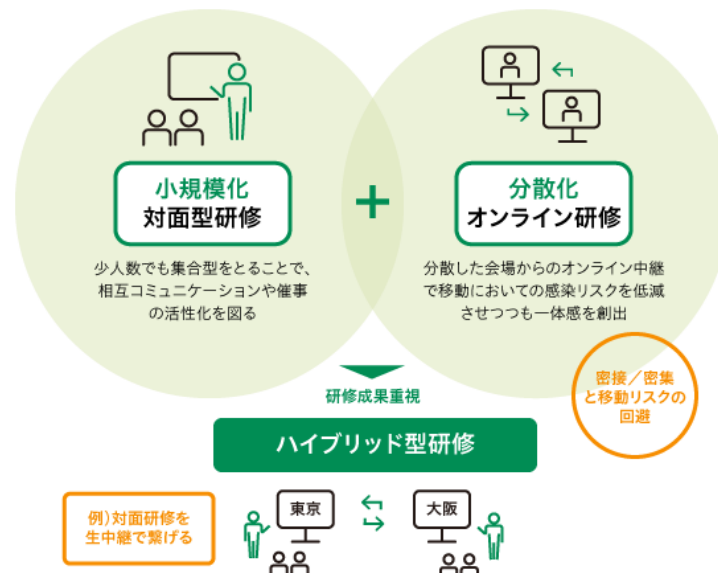 小規模化
対面型研修
少人数でも集合型をとることで、
相互コミュニケーションや催事
の活性化を図る
+
分散化
オンライン研修
分散した会場からのオンライン中継
で移動においての感染リスクを低減
させつつも一体感を創出
密接／密集
と移動リスクの
回避
研修成果重視
ハイブリッド型研修
例）対面研修を
生中継で繋げる
東京
大阪